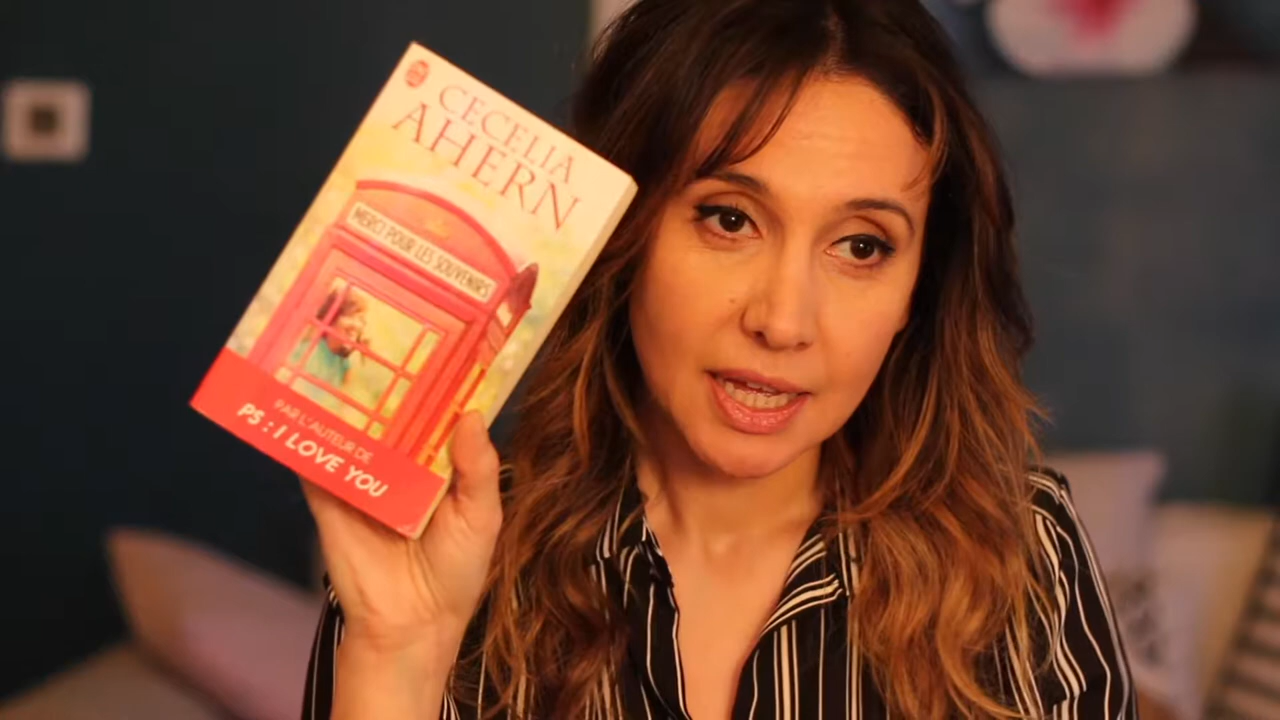 CECELIA
AHERN
MERCI POUR LES SOUVENIRS
PAR L'AUTEUR DE
PS : I LOVE YOU